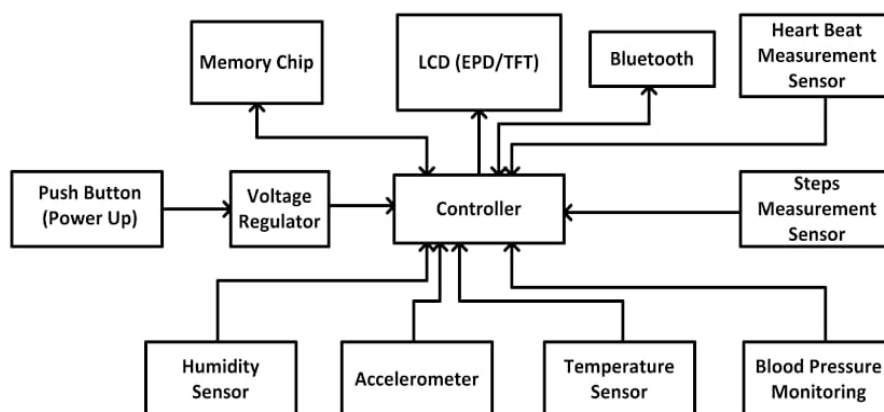 Memory Chip
LCD (EPD/TFT)
Bluetooth
Heart Beat
Measurement
Sensor
Push Button
(Power Up)
Voltage
Regulator
Controller
Steps
Measurement
Sensor
Humidity
Sensor
Accelerometer
Temperature
Sensor
Blood Pressure
Monitoring